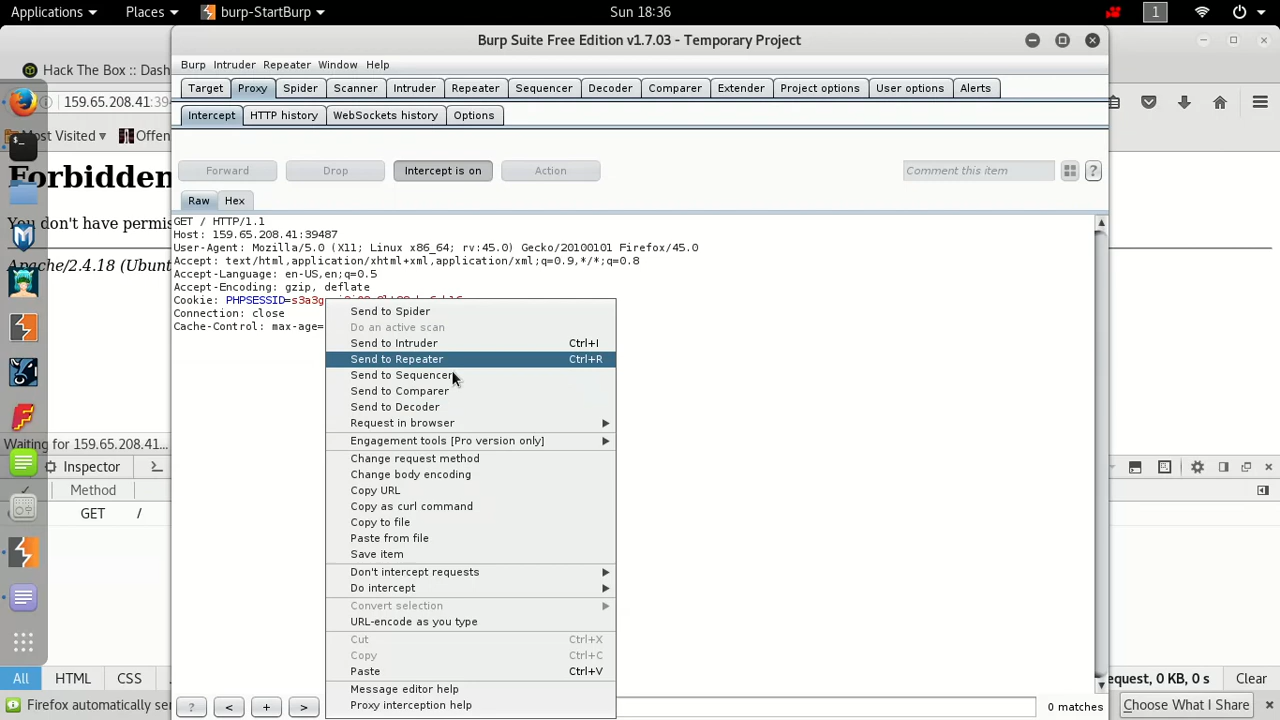 Applications
Places
burp-StartBurp
Sun 18:36
1
Burp Suite Free Edition v1.7.03 - Temporary Project
Burp Intruder Repeater Window Help
Hack The Box :: Dash
159.65.208.41:39
Most Visited
Offen
Target Proxy Spider Scanner Intruder Repeater Sequencer Decoder Comparer Extender Project options User options Alerts
Intercept HTTP history WebSockets history Options
Forward Drop Intercept is on Action Comment this item ?
Raw Hex
Forbidden
You don't have permis
Apache/2.4.18 (Ubunt
GET / HTTP/1.1
Host: 159.65.208.41:39487
User-Agent: Mozilla/5.0 (X11; Linux x86_64; rv:45.0) Gecko/20100101 Firefox/45.0
Accept: text/html,application/xhtml+xml,application/xml;q=0.9,*/*;q=0.8
Accept-Language: en-US,en;q=0.5
Accept-Encoding: gzip, deflate
Cookie: PHPSESSID=s3a3g
Connection: close
Cache-Control: max-age=
Send to Spider
Do an active scan
Send to Intruder Ctrl+I
Send to Repeater Ctrl+R
Send to Sequencer
Send to Comparer
Send to Decoder
Request in browser
Engagement tools [Pro version only]
Change request method
Change body encoding
Copy URL
Copy as curl command
Copy to file
Paste from file
Save item
Don't intercept requests
Do intercept
Convert selection
URL-encode as you type
Cut Ctrl+X
Copy Ctrl+C
Paste Ctrl+V
Message editor help
Proxy interception help
Waiting for 159.65.208.41...
Inspector
Method
GET /
All HTML CSS
equest, 0 KB, 0 s Clear
? < + > 0 matches
Firefox automatically se
Choose What I Share